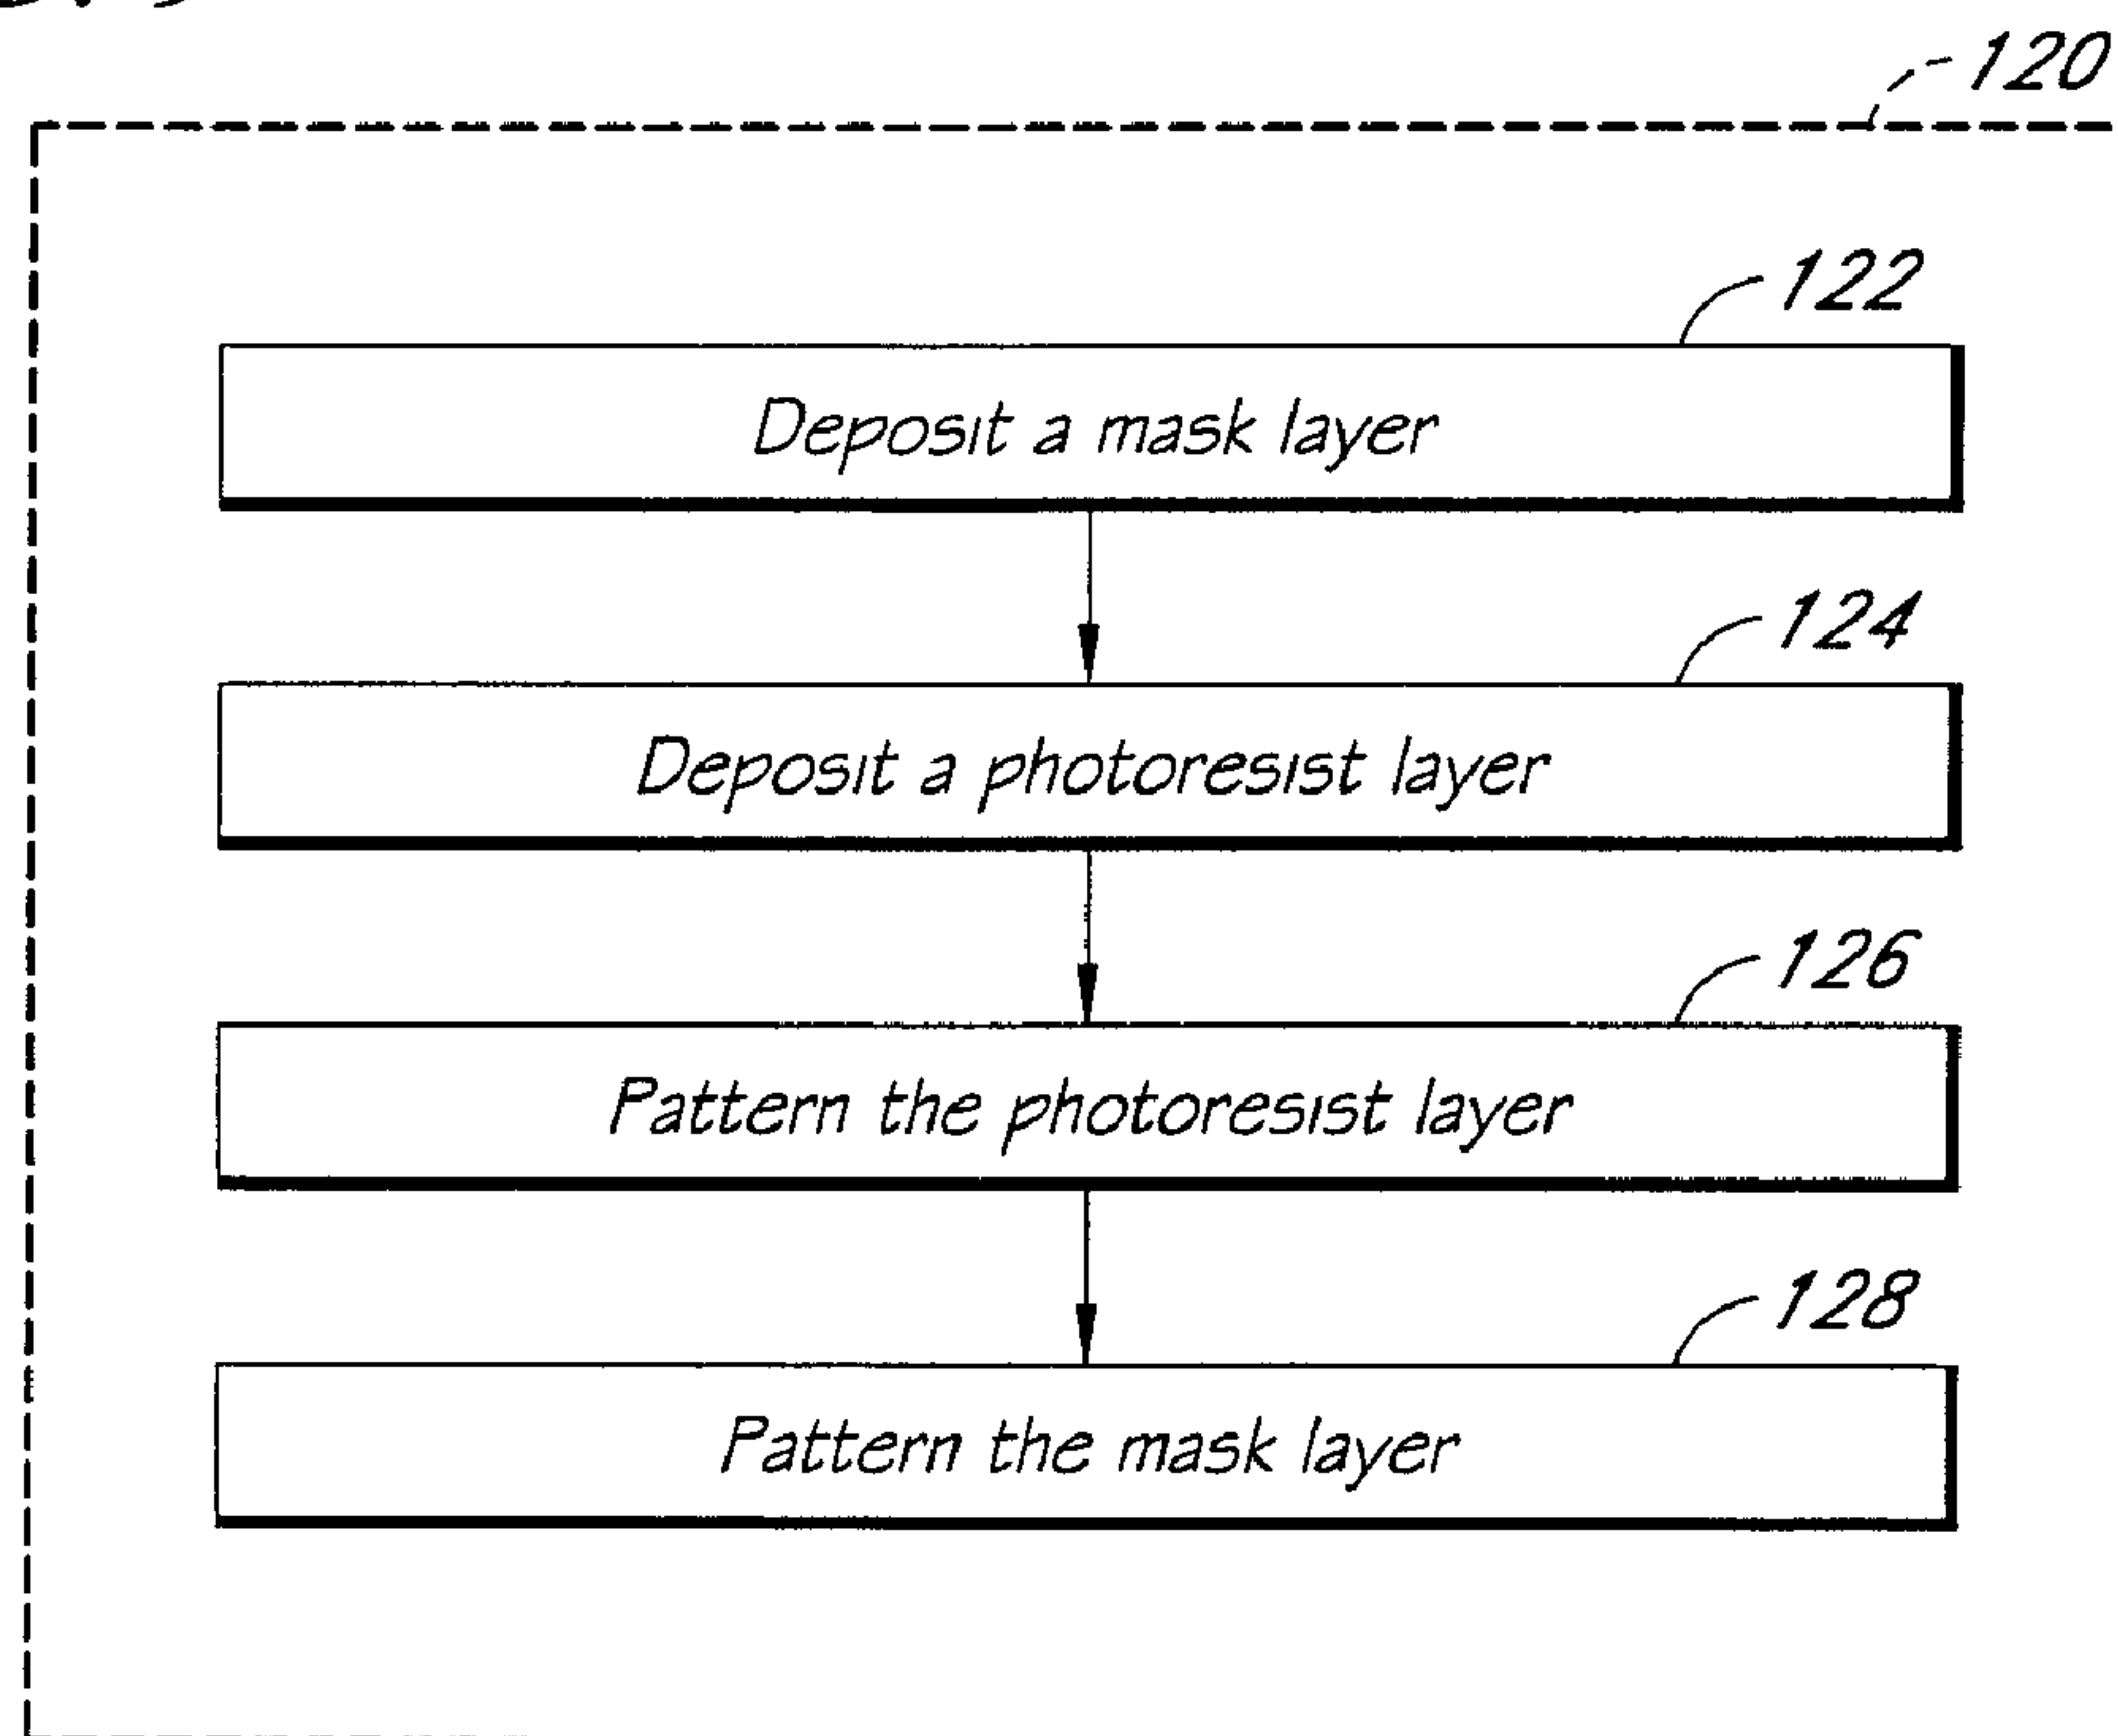 120
122
Deposit a mask layer
124
Deposit a photoresist layer
126
Pattern the photoresist layer
128
Pattern the mask layer